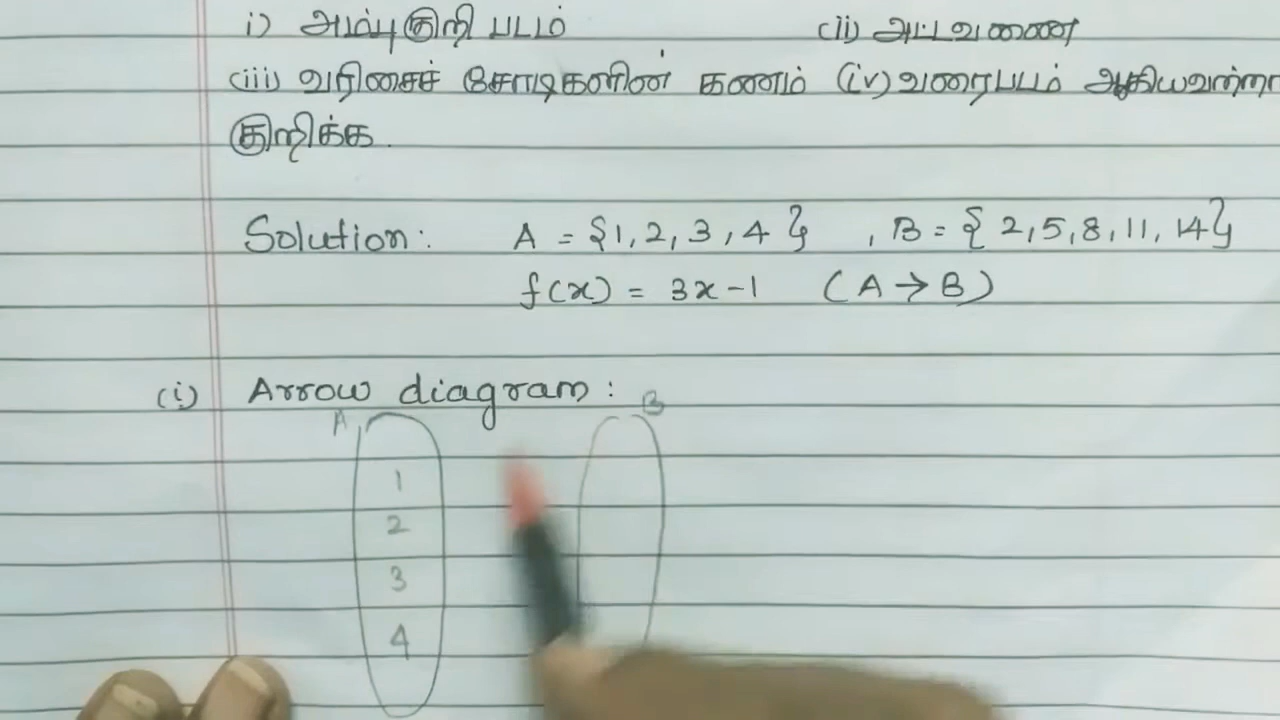 i) அம்பு குறி படம் (ii) அட்டவணை
(iii) வரிசைச் சோடிகளின் கணம் (iv) வரைபடம் ஆகியவற்றா
குறிக்க.
Solution: A = {1, 2, 3, 4} , B = { 2, 5, 8, 11, 14}
f(x) = 3x - 1 (A → B)
(i) Arrow diagram:
A B
1
2
3
4